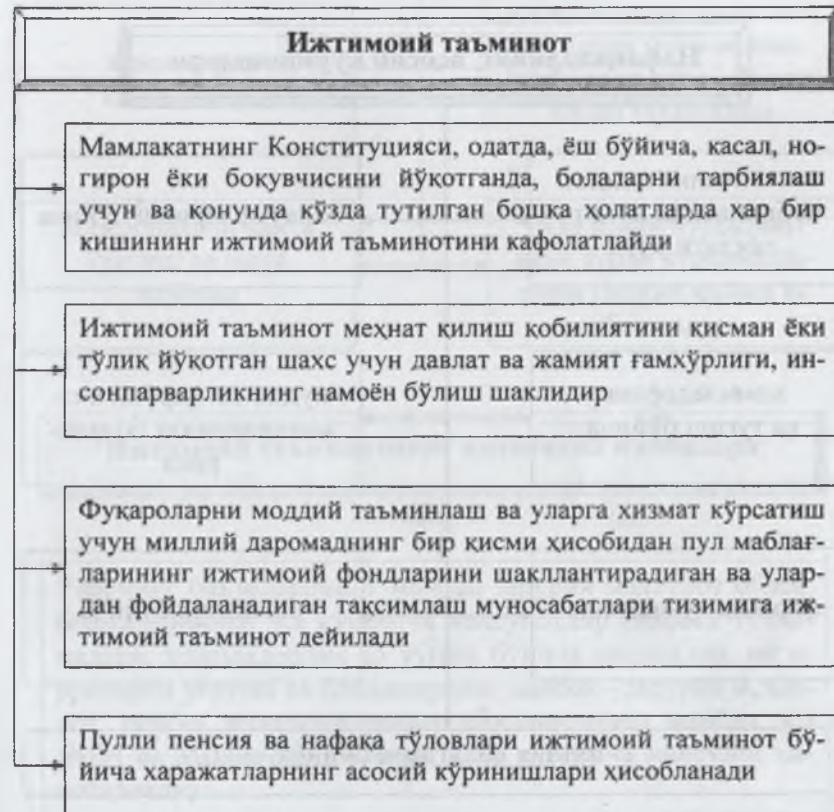 Ижтимоий таъминот
Мамлакатнинг Конституцияси, одатда, ёш бўйича, касал, но-
гирон ёки боқувчисини йўқотганда, болаларни тарбиялаш
учун ва қонунда кўзда тутилган бошқа ҳолатларда ҳар бир
кишининг ижтимоий таъминотини кафолатлайди
Ижтимоий таъминот меҳнат қилиш қобилиятини қисман ёки
тўлиқ йўқотган шахс учун давлат ва жамият ғамхўрлиги, ин-
сонпарварликнинг намоён бўлиш шаклидир
Фуқароларни моддий таъминлаш ва уларга хизмат кўрсатиш
учун миллий даромаднинг бир қисми ҳисобидан пул маблағ-
ларининг ижтимоий фондларини шакллантирадиган ва улар-
дан фойдаланадиган тақсимлаш муносабатлари тизимига иж-
тимоий таъминот дейилади
Пулли пенсия ва нафақа тўловлари ижтимоий таъминот бў-
йича харажатларнинг асосий кўринишлари ҳисобланади